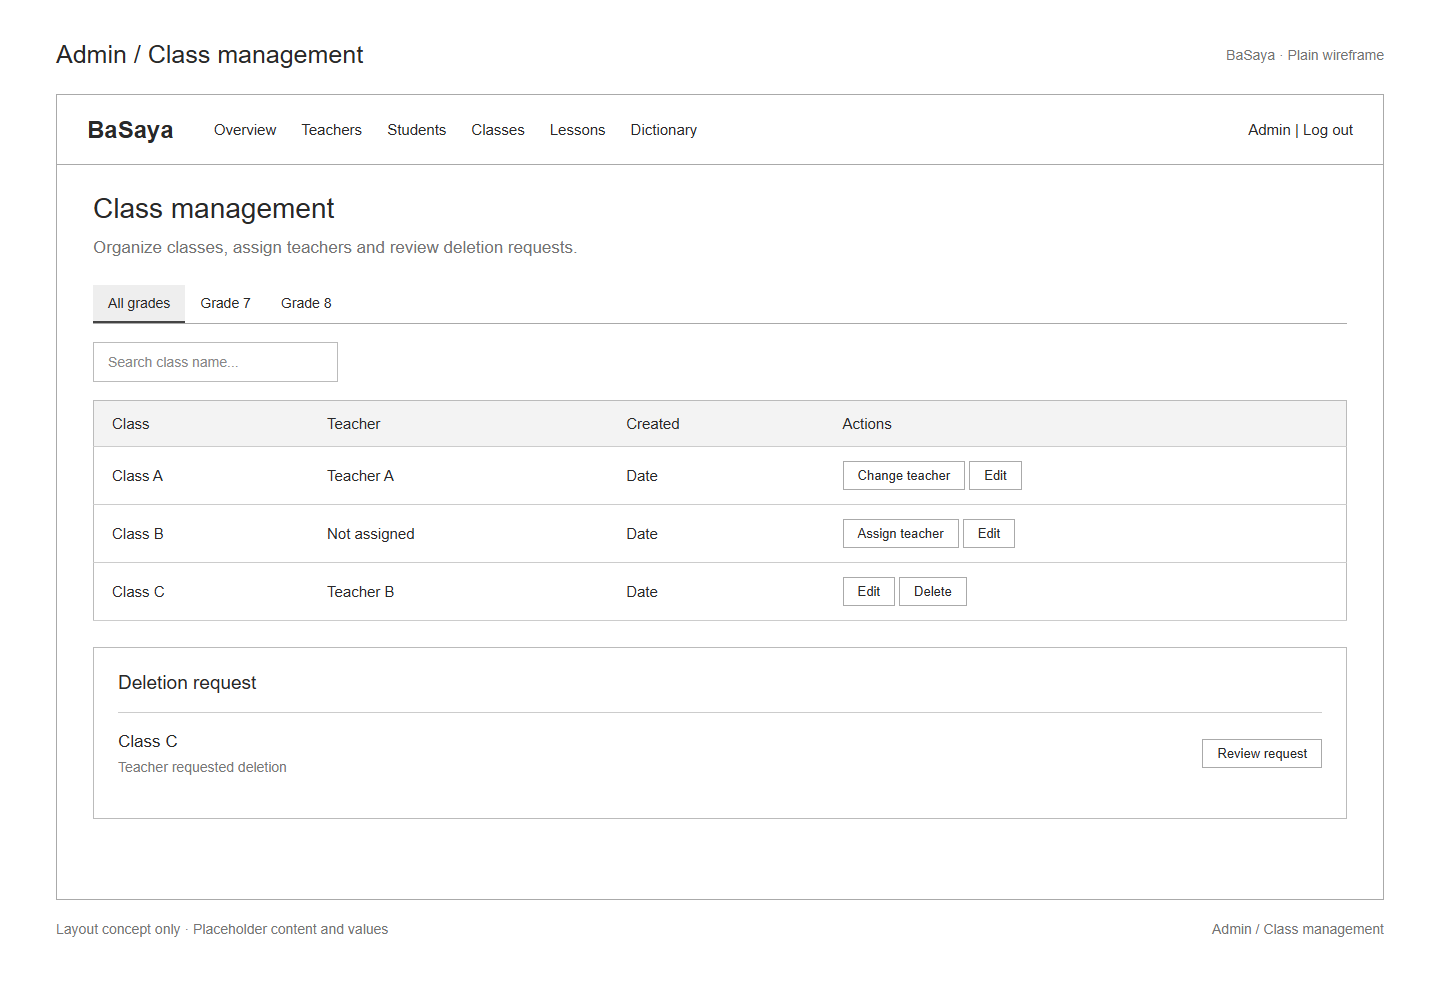 Admin / Class management
BaSaya · Plain wireframe
BaSaya Overview Teachers Students Classes Lessons Dictionary Admin | Log out
Class management
Organize classes, assign teachers and review deletion requests.
All grades Grade 7 Grade 8
Search class name...
Class Teacher Created Actions
Class A Teacher A Date Change teacher Edit
Class B Not assigned Date Assign teacher Edit
Class C Teacher B Date Edit Delete
Deletion request
Class C
Teacher requested deletion
Review request
Layout concept only · Placeholder content and values
Admin / Class management